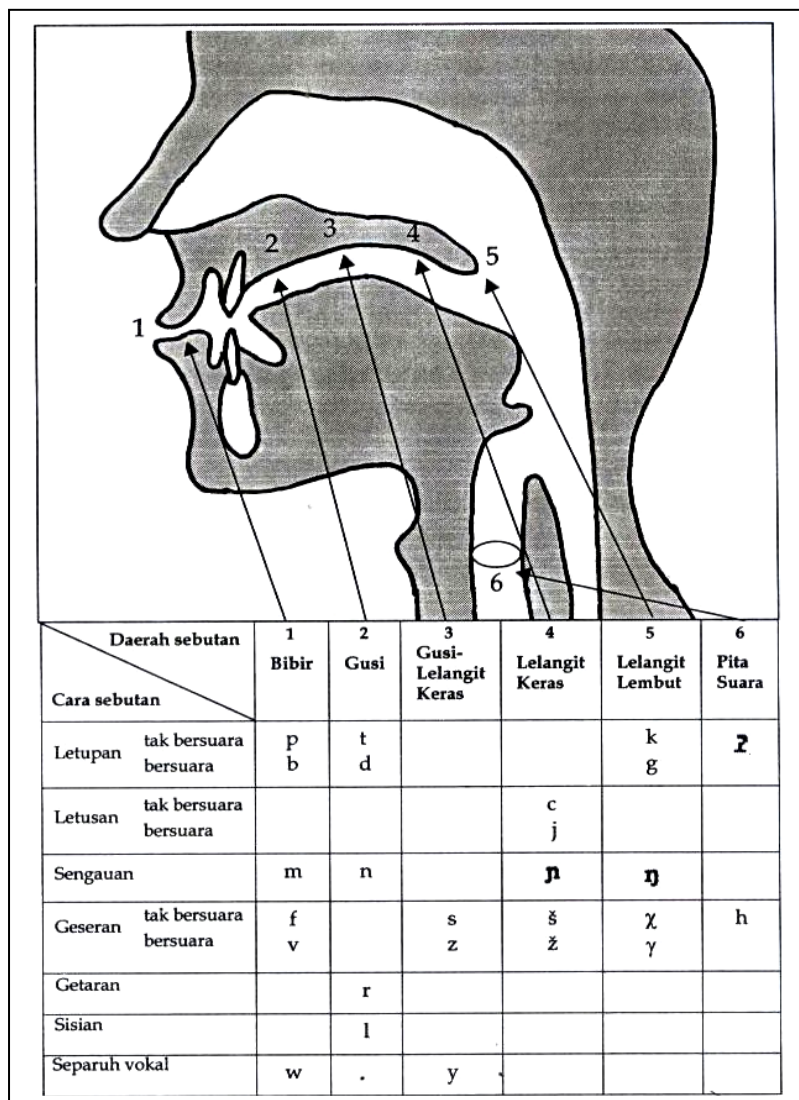 2
3
4
5
1
6
Daerah sebutan
Cara sebutan
1 Bibir
2 Gusi
3 Gusi-
Lelangit
Keras
4 Lelangit
Keras
5 Lelangit
Lembut
6 Pita
Suara
Letupan tak bersuara p t k ʔ
bersuara b d g
Letusan tak bersuara c
bersuara j
Sengauan m n ɲ ŋ
Geseran tak bersuara f s š χ h
bersuara v z ž γ
Getaran r
Sisian l
Separuh vokal w y